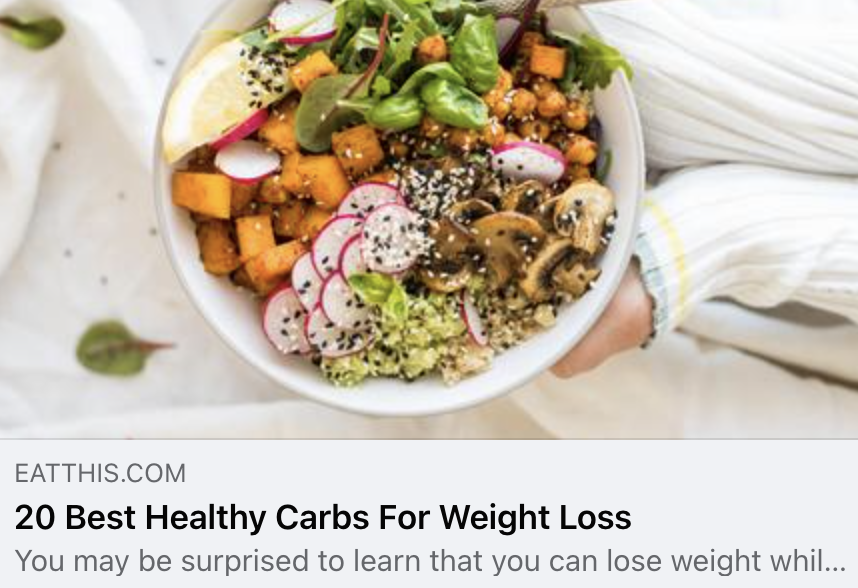 EATTHIS.COM
20 Best Healthy Carbs For Weight Loss
You may be surprised to learn that you can lose weight whil...